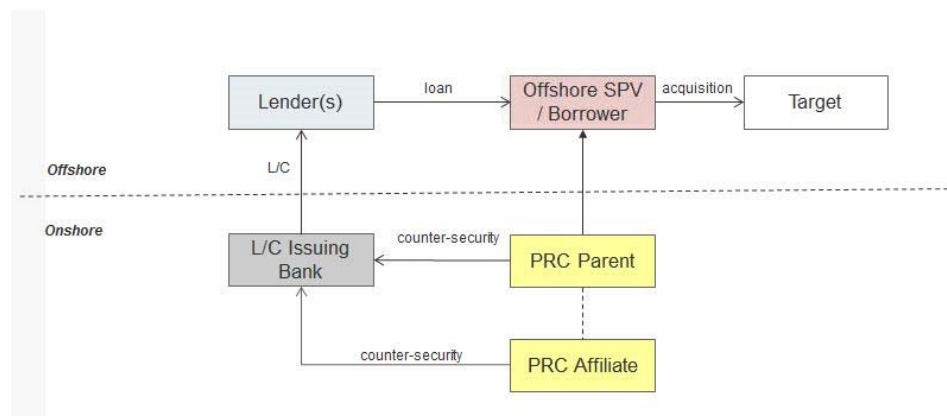 Lender(s)
loan
Offshore SPV
/ Borrower
acquisition
Target
L/C
Offshore
Onshore
L/C Issuing
Bank
counter-security
PRC Parent
counter-security
PRC Affiliate